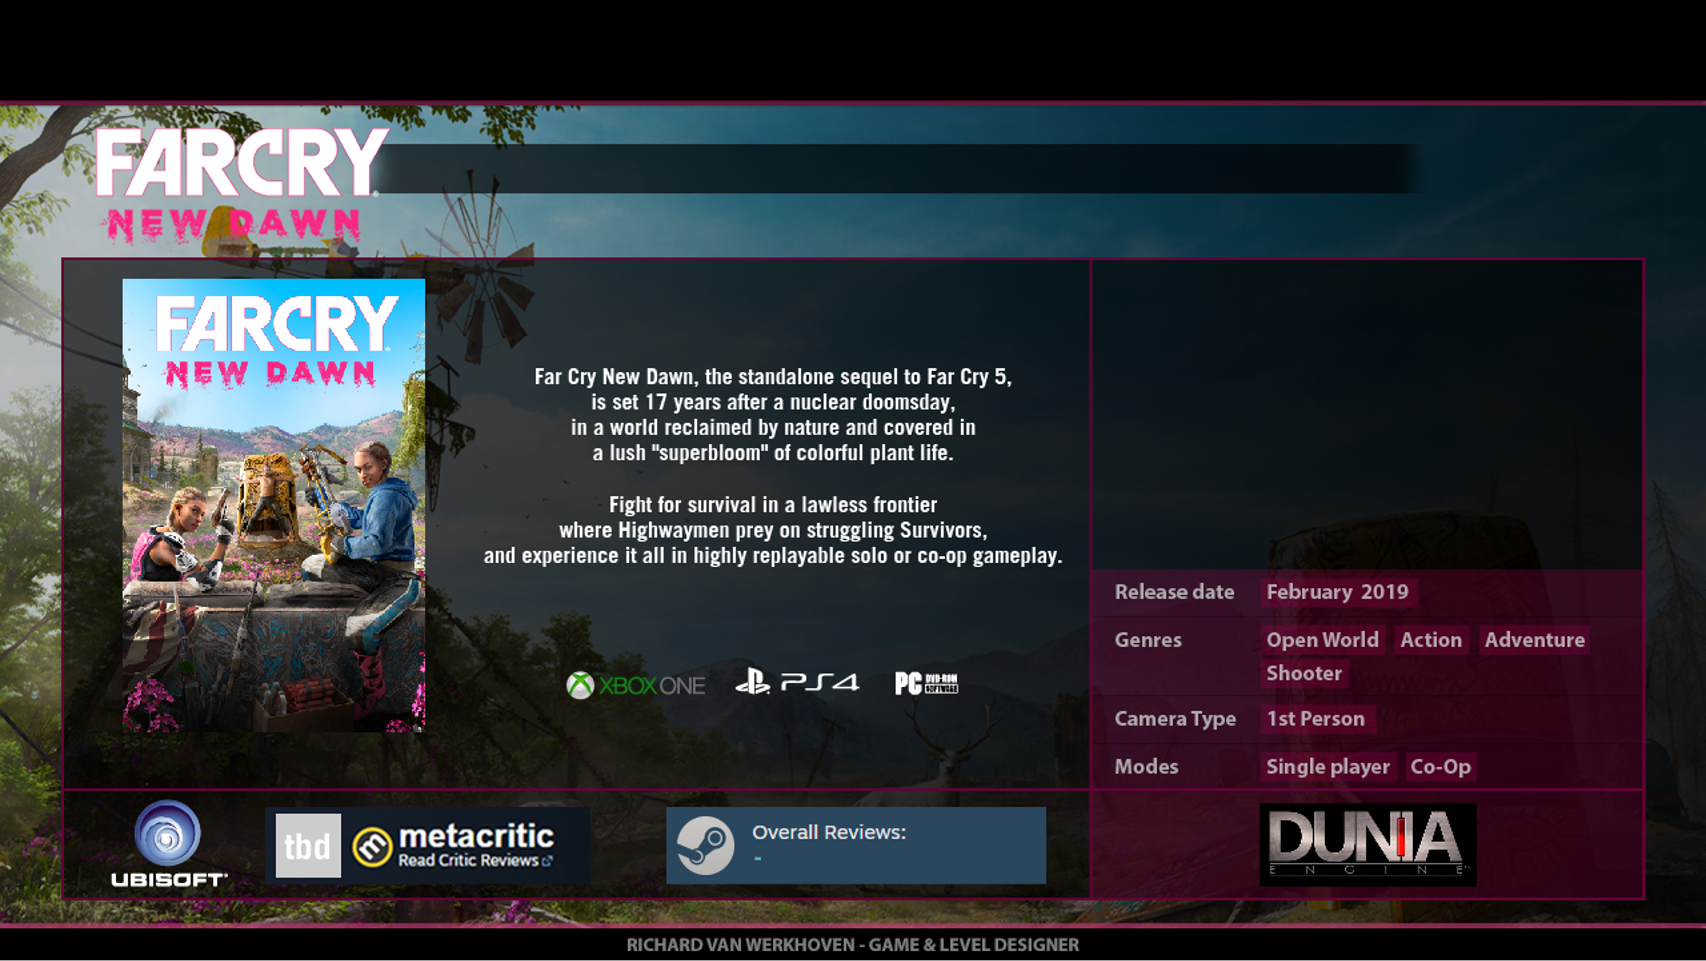 FARCRY
NEW DAWN
FARCRY
NEW DAWN
Far Cry New Dawn, the standalone sequel to Far Cry 5,
is set 17 years after a nuclear doomsday,
in a world reclaimed by nature and covered in
a lush "superbloom" of colorful plant life.
Fight for survival in a lawless frontier
where Highwaymen prey on struggling Survivors,
and experience it all in highly replayable solo or co-op gameplay.
XBOX ONE PS4 PC DVD-ROM SOFTWARE
Release date February 2019
Genres Open World Action Adventure
Shooter
Camera Type 1st Person
Modes Single player Co-Op
UBISOFT
tbd metacritic
Read Critic Reviews
Overall Reviews:
-
DUNIA
ENGINE
RICHARD VAN WERKHOVEN - GAME & LEVEL DESIGNER